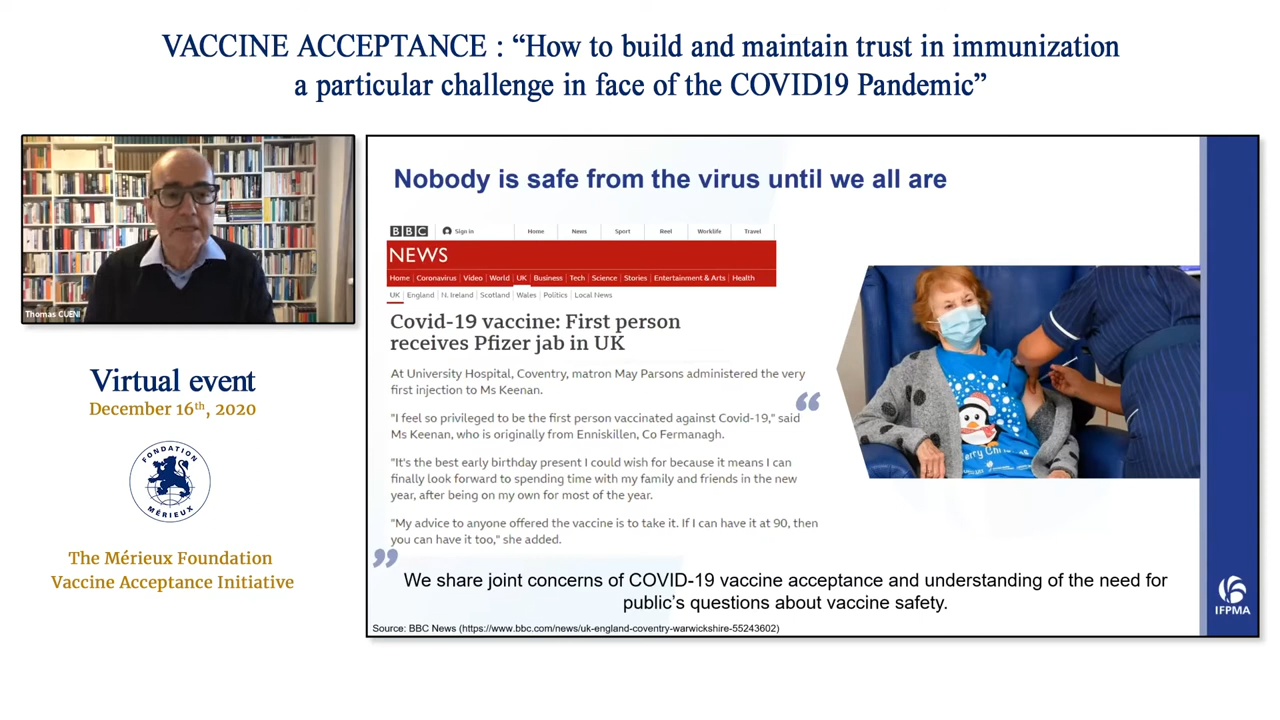 VACCINE ACCEPTANCE : “How to build and maintain trust in immunization
a particular challenge in face of the COVID19 Pandemic”
Thomas CUENI
Virtual event
December 16th, 2020
FONDATION
MÉRIEUX
The Mérieux Foundation
Vaccine Acceptance Initiative
Nobody is safe from the virus until we all are
BBC Sign in Home News Sport Reel Worklife Travel
NEWS
Home Coronavirus Video World UK Business Tech Science Stories Entertainment & Arts Health
UK England N. Ireland Scotland Wales Politics Local News
Covid-19 vaccine: First person
receives Pfizer jab in UK
At University Hospital, Coventry, matron May Parsons administered the very
first injection to Ms Keenan.
“
"I feel so privileged to be the first person vaccinated against Covid-19," said
Ms Keenan, who is originally from Enniskillen, Co Fermanagh.
"It's the best early birthday present I could wish for because it means I can
finally look forward to spending time with my family and friends in the new
year, after being on my own for most of the year.
"My advice to anyone offered the vaccine is to take it. If I can have it at 90, then
you can have it too," she added.
”
We share joint concerns of COVID-19 vaccine acceptance and understanding of the need for
public’s questions about vaccine safety.
Source: BBC News (https://www.bbc.com/news/uk-england-coventry-warwickshire-55243602)
IFPMA